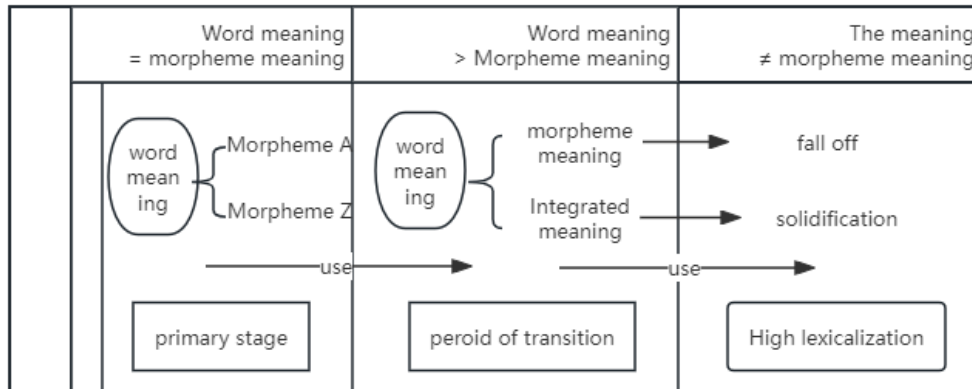 Word meaning
= morpheme meaning
Word meaning
> Morpheme meaning
The meaning
≠ morpheme meaning
word
mean
ing
Morpheme A
Morpheme Z
use
primary stage
word
mean
ing
morpheme
meaning
Integrated
meaning
use
peroid of transition
fall off
solidification
High lexicalization